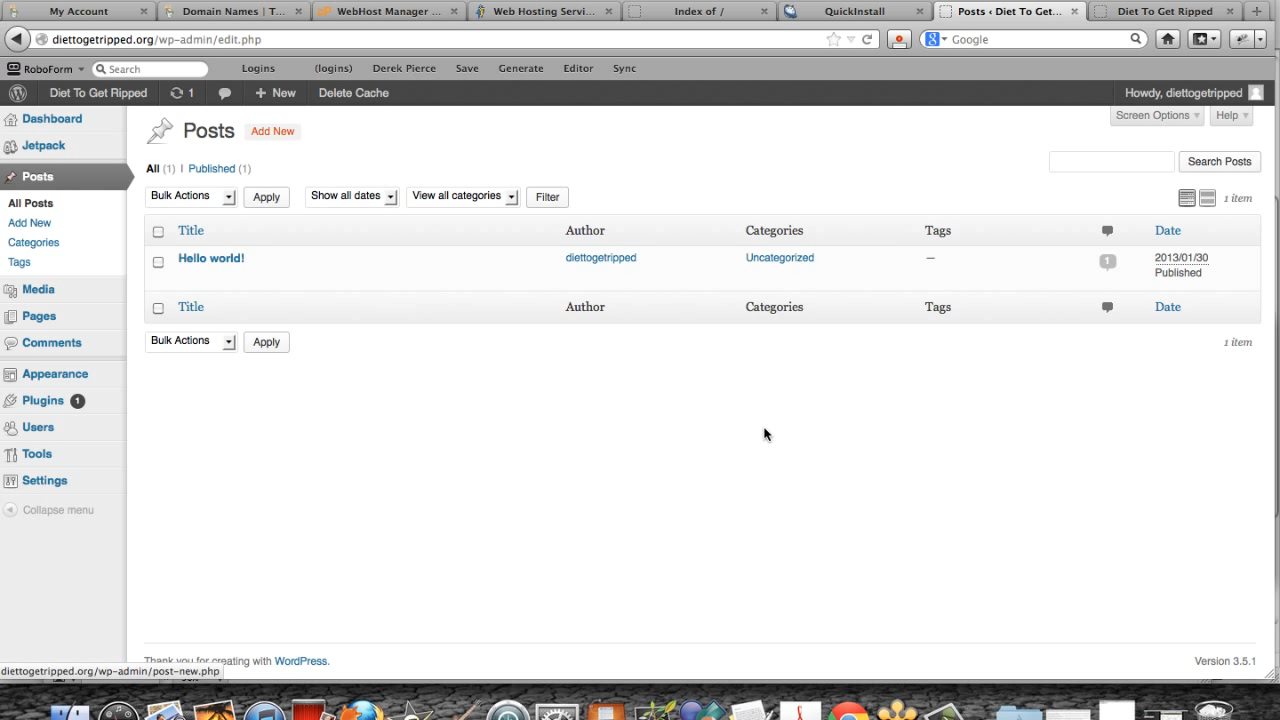 My Account
Domain Names | T...
WebHost Manager ...
Web Hosting Servi...
Index of /
QuickInstall
Posts ‹ Diet To Get...
Diet To Get Ripped
diettogetripped.org/wp-admin/edit.php
Google
RoboForm
Search
Logins
(logins)
Derek Pierce
Save
Generate
Editor
Sync
Diet To Get Ripped
1
New
Delete Cache
Howdy, diettogetripped
Dashboard
Jetpack
Posts
All Posts
Add New
Categories
Tags
Media
Pages
Comments
Appearance
Plugins 1
Users
Tools
Settings
Collapse menu
Posts Add New
Screen Options
Help
All (1) | Published (1)
Search Posts
Bulk Actions Apply Show all dates View all categories Filter
1 item
Title Author Categories Tags Date
Hello world! diettogetripped Uncategorized — 1 2013/01/30
Published
Title Author Categories Tags Date
Bulk Actions Apply
1 item
Thank you for creating with WordPress.
Version 3.5.1
diettogetripped.org/wp-admin/post-new.php